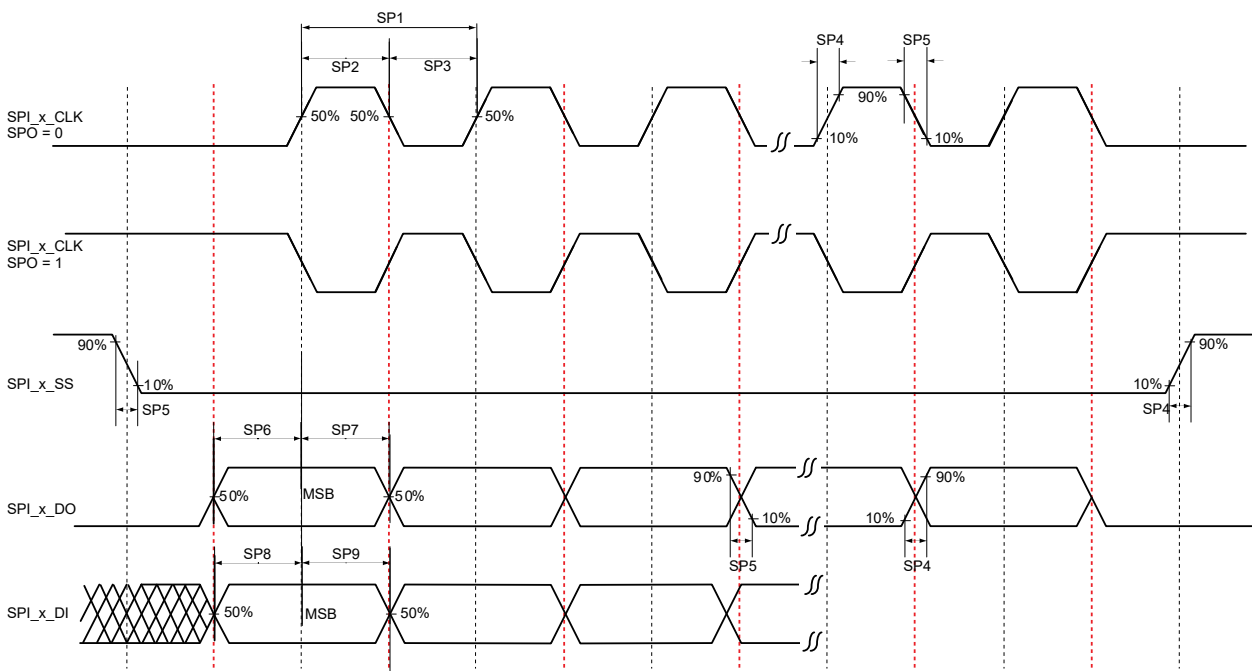 SP1
SP4 SP5
SP2 SP3
SPI_x_CLK
SPO = 0
50% 50% 50% 90%
10% 10%
SPI_x_CLK
SPO = 1
90% 90%
SPI_x_SS
10% 10%
SP5 SP4
SP6 SP7
90% 90%
50% MSB 50%
SPI_x_DO
10% 10%
SP8 SP9 SP5 SP4
SPI_x_DI
50% MSB 50%